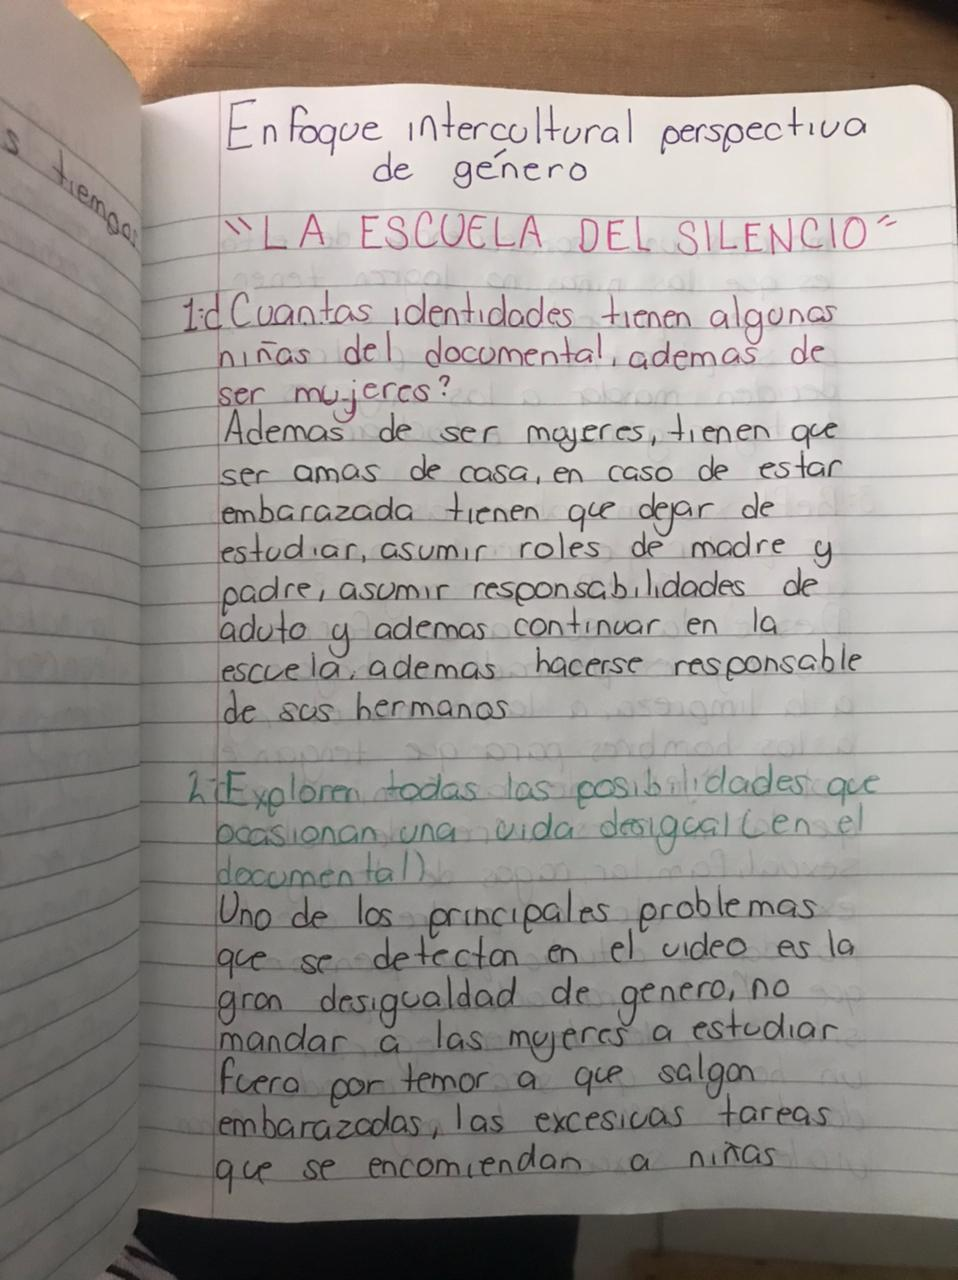 s tiempos
Enfoque intercultural perspectiva
de género
"LA ESCUELA DEL SILENCIO"
1.-¿Cuantas identidades tienen algunas
niñas del documental, ademas de
ser mujeres?
Ademas de ser mujeres, tienen que
ser amas de casa, en caso de estar
embarazada tienen que dejar de
estudiar, asumir roles de madre y
padre, asumir responsabilidades de
aduto y ademas continuar en la
escuela, ademas hacerse responsable
de sus hermanos
2.-Exploren todas las posibilidades que
ocasionan una vida desigual (en el
documental)
Uno de los principales problemas
que se detectan en el video es la
gran desigualdad de genero, no
mandar a las mujeres a estudiar
fuera por temor a que salgan
embarazadas, las excesicas tareas
que se encomiendan a niñas